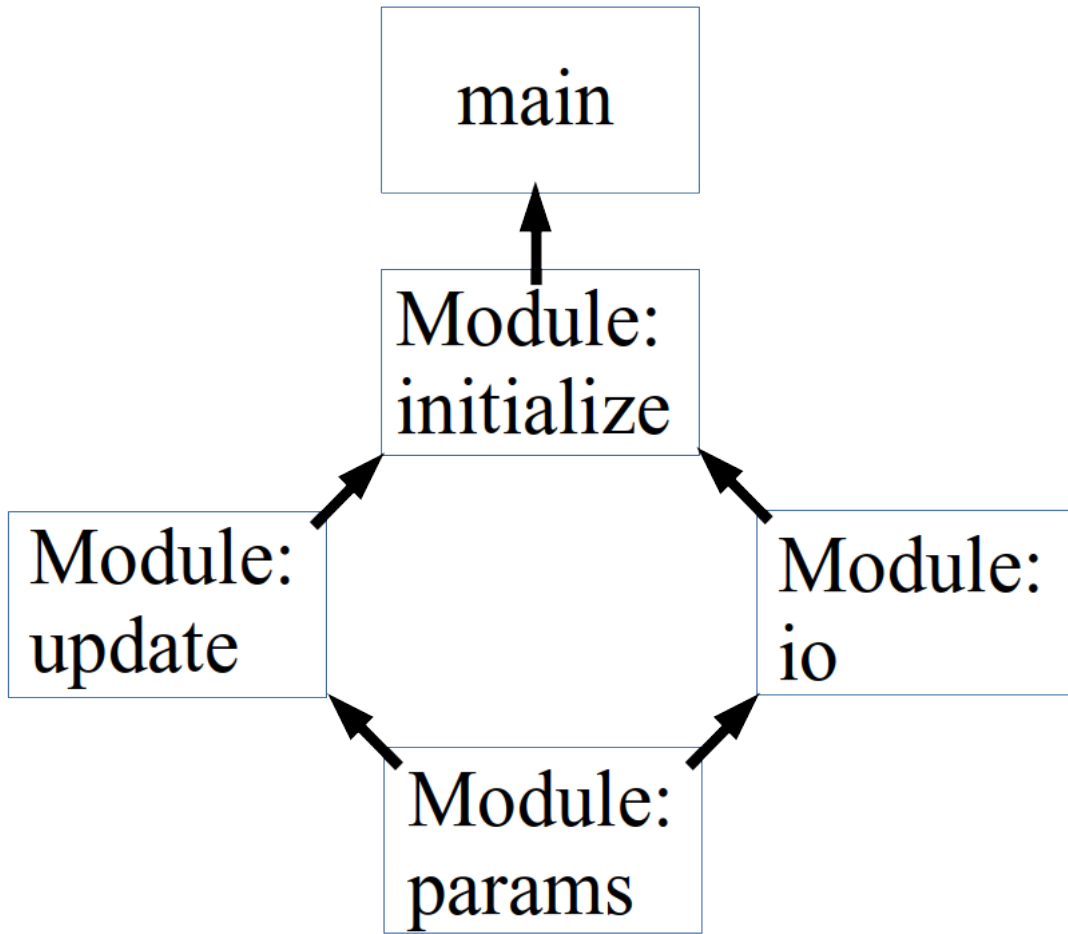 main
Module:
initialize
Module:
update
Module:
io
Module:
params